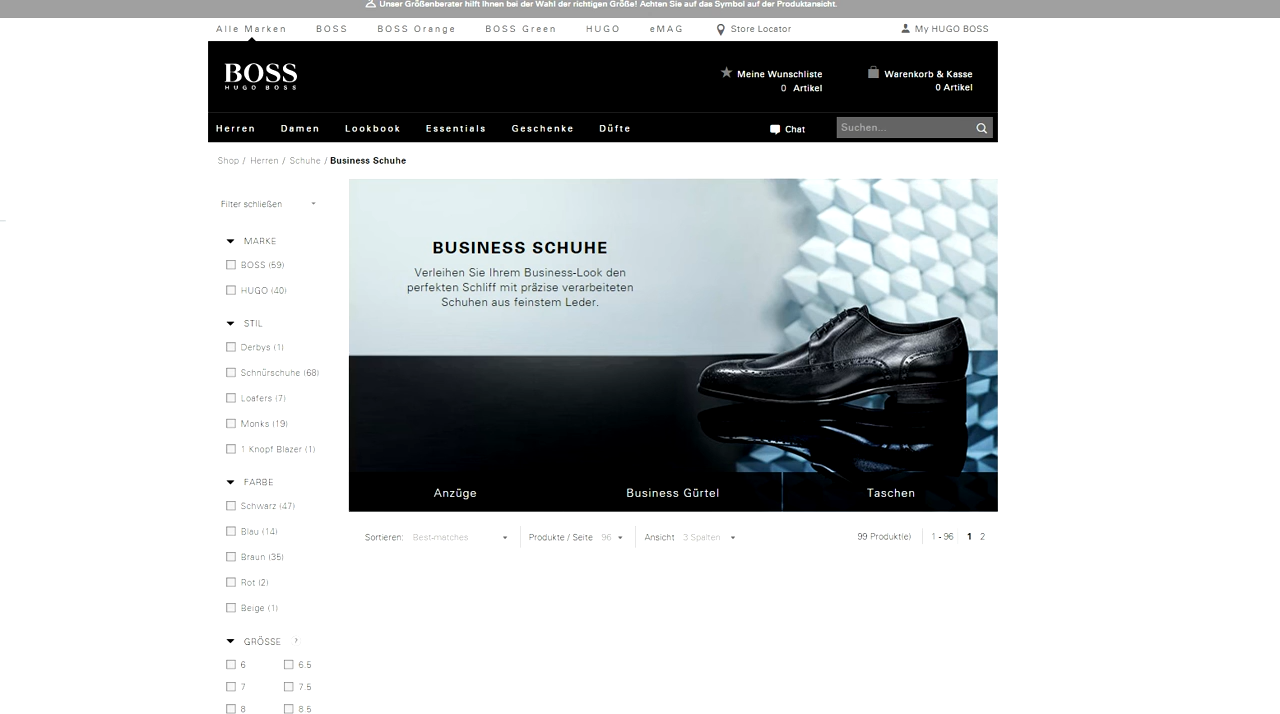 Unser Größenberater hilft Ihnen bei der Wahl der richtigen Größe! Achten Sie auf das Symbol auf der Produktansicht.
Alle Marken BOSS BOSS Orange BOSS Green HUGO eMAG Store Locator My HUGO BOSS
BOSS
HUGO BOSS
Meine Wunschliste
0 Artikel
Warenkorb & Kasse
0 Artikel
Herren Damen Lookbook Essentials Geschenke Düfte Chat Suchen...
Shop / Herren / Schuhe / Business Schuhe
Filter schließen
MARKE
BOSS (59)
HUGO (40)
STIL
Derbys (1)
Schnürschuhe (68)
Loafers (7)
Monks (19)
1 Knopf Blazer (1)
FARBE
Schwarz (47)
Blau (14)
Braun (35)
Rot (2)
Beige (1)
GRÖSSE
6 6.5
7 7.5
8 8.5
BUSINESS SCHUHE
Verleihen Sie Ihrem Business-Look den
perfekten Schliff mit präzise verarbeiteten
Schuhen aus feinstem Leder.
Anzüge Business Gürtel Taschen
Sortieren: Best-matches Produkte / Seite 96 Ansicht 3 Spalten 99 Produkt(e) 1 - 96 1 2